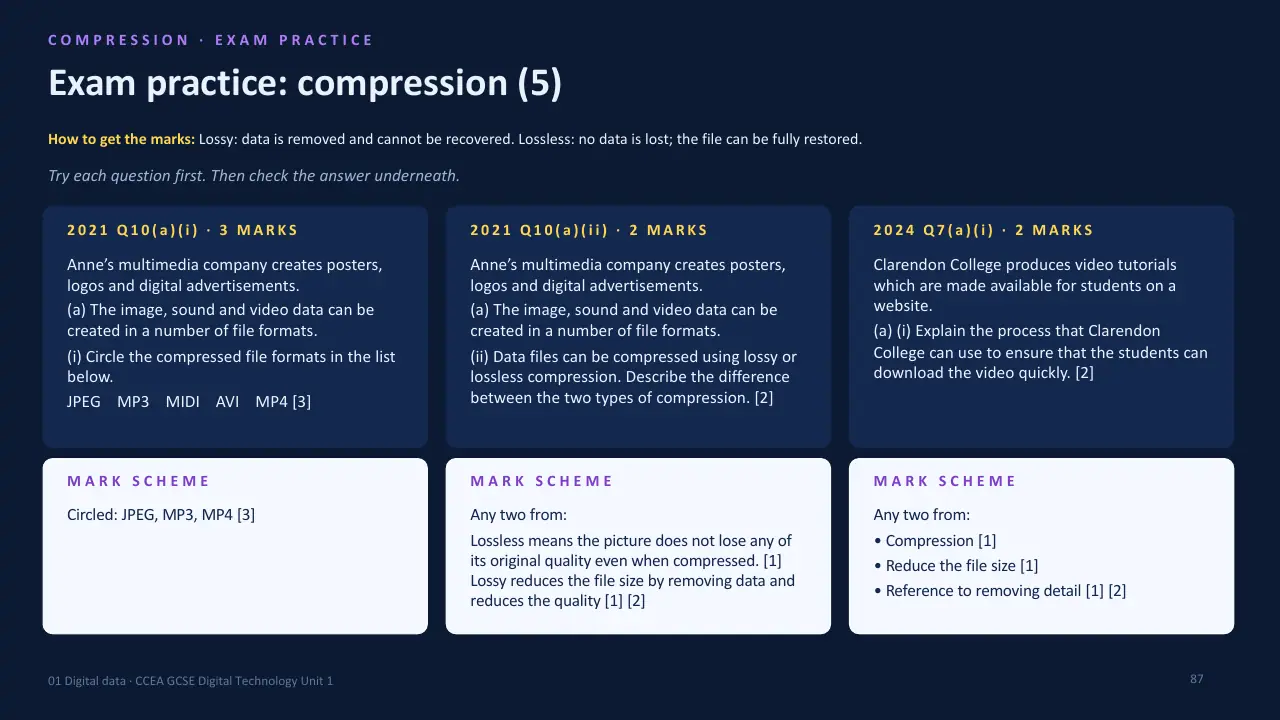 COMPRESSION · EXAM PRACTICE
Exam practice: compression (5)
How to get the marks: Lossy: data is removed and cannot be recovered. Lossless: no data is lost; the file can be fully restored.
Try each question first. Then check the answer underneath.
2021 Q10(a)(i) · 3 MARKS
Anne’s multimedia company creates posters,
logos and digital advertisements.
(a) The image, sound and video data can be
created in a number of file formats.
(i) Circle the compressed file formats in the list
below.
JPEG MP3 MIDI AVI MP4 [3]
MARK SCHEME
Circled: JPEG, MP3, MP4 [3]
2021 Q10(a)(ii) · 2 MARKS
Anne’s multimedia company creates posters,
logos and digital advertisements.
(a) The image, sound and video data can be
created in a number of file formats.
(ii) Data files can be compressed using lossy or
lossless compression. Describe the difference
between the two types of compression. [2]
MARK SCHEME
Any two from:
Lossless means the picture does not lose any of
its original quality even when compressed. [1]
Lossy reduces the file size by removing data and
reduces the quality [1] [2]
2024 Q7(a)(i) · 2 MARKS
Clarendon College produces video tutorials
which are made available for students on a
website.
(a) (i) Explain the process that Clarendon
College can use to ensure that the students can
download the video quickly. [2]
MARK SCHEME
Any two from:
• Compression [1]
• Reduce the file size [1]
• Reference to removing detail [1] [2]
01 Digital data · CCEA GCSE Digital Technology Unit 1
87